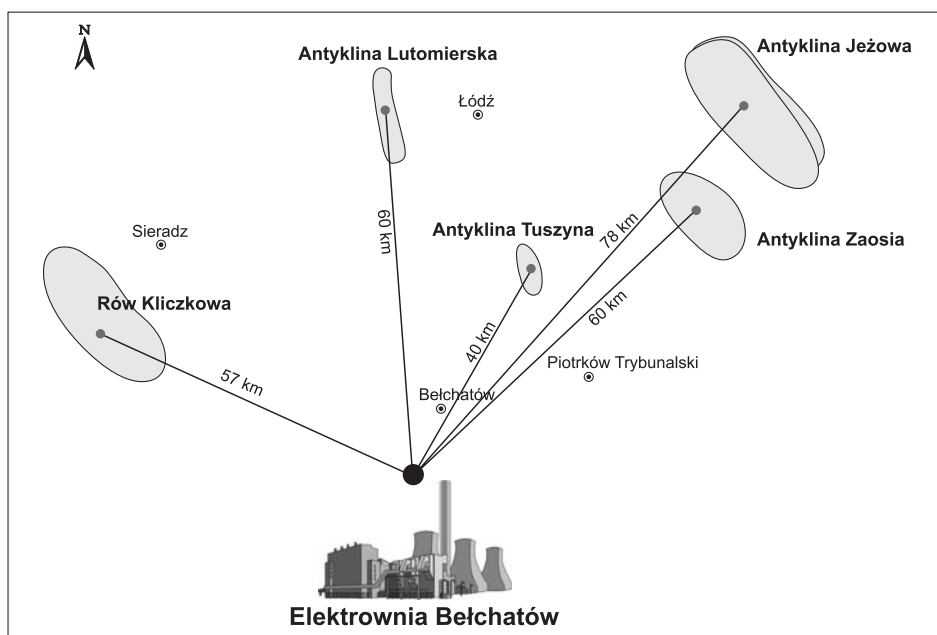 N
Antyklina Lutomierska
Antyklina Jeżowa
Łódź
60 km
78 km
Sieradz
Antyklina Tuszyna
Antyklina Zaosia
Rów Kliczkowa
60 km
40 km
57 km
Piotrków Trybunalski
Bełchatów
Elektrownia Bełchatów